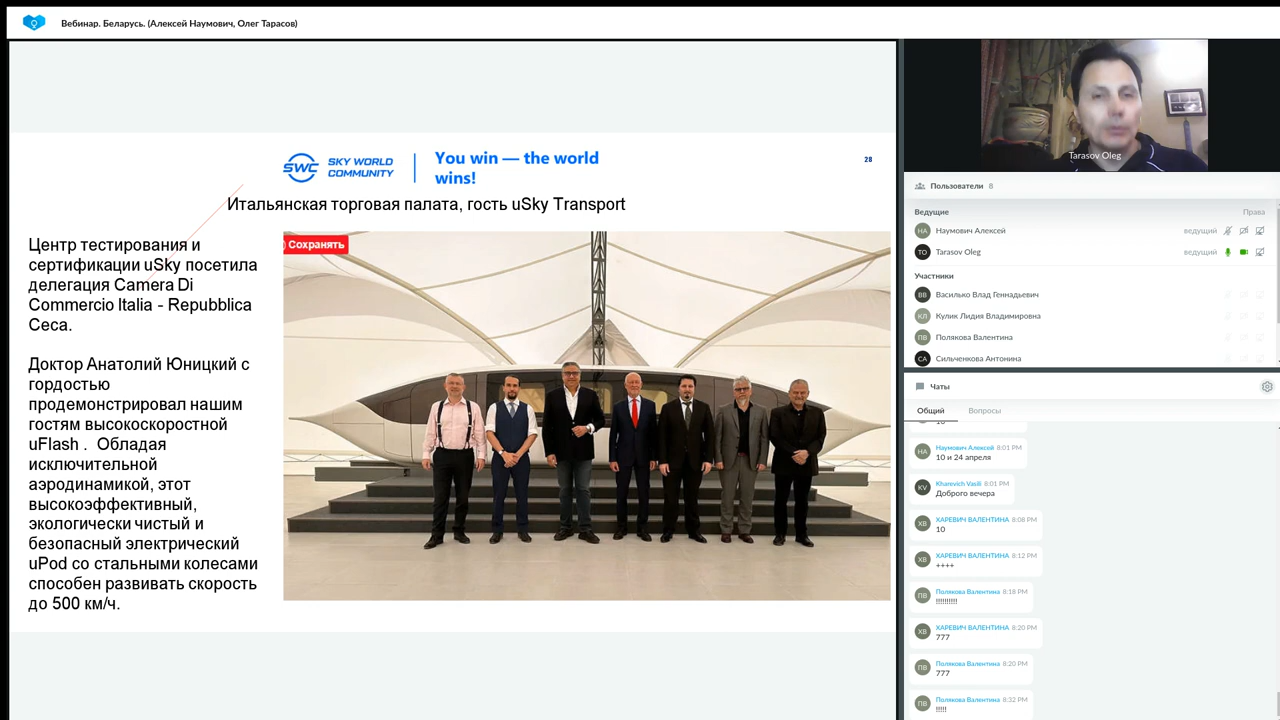 Вебинар. Беларусь. (Алексей Наумович, Олег Тарасов)
SWC
SKY WORLD
COMMUNITY
You win — the world
wins!
28
Итальянская торговая палата, гость uSky Transport
Центр тестирования и
сертификации uSky посетила
делегация Camera Di
Commercio Italia - Repubblica
Ceca.
Доктор Анатолий Юницкий с
гордостью
продемонстрировал нашим
гостям высокоскоростной
uFlash .  Обладая
исключительной
аэродинамикой, этот
высокоэффективный,
экологически чистый и
безопасный электрический
uPod со стальными колесами
способен развивать скорость
до 500 км/ч.
Сохранять
Tarasov Oleg
Пользователи 8
Ведущие Права
НА Наумович Алексей ведущий
TO Tarasov Oleg ведущий
Участники
ВВ Василько Влад Геннадьевич
КЛ Кулик Лидия Владимировна
ПВ Полякова Валентина
СА Сильченкова Антонина
Чаты
Общий Вопросы
НА Наумович Алексей 8:01 PM
10 и 24 апреля
KV Kharevich Vasili 8:01 PM
Доброго вечера
ХВ ХАРЕВИЧ ВАЛЕНТИНА 8:08 PM
10
ХВ ХАРЕВИЧ ВАЛЕНТИНА 8:12 PM
++++
ПВ Полякова Валентина 8:18 PM
!!!!!!!!!!
ХВ ХАРЕВИЧ ВАЛЕНТИНА 8:20 PM
777
ПВ Полякова Валентина 8:20 PM
777
ПВ Полякова Валентина 8:32 PM
!!!!!